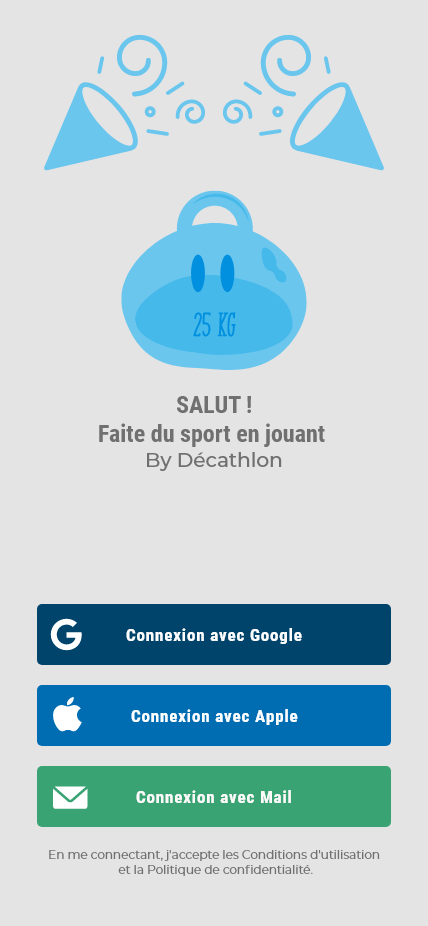 25 KG
SALUT !
Faite du sport en jouant
By Décathlon
Connexion avec Google
Connexion avec Apple
Connexion avec Mail
En me connectant, j'accepte les Conditions d'utilisation
et la Politique de confidentialité.